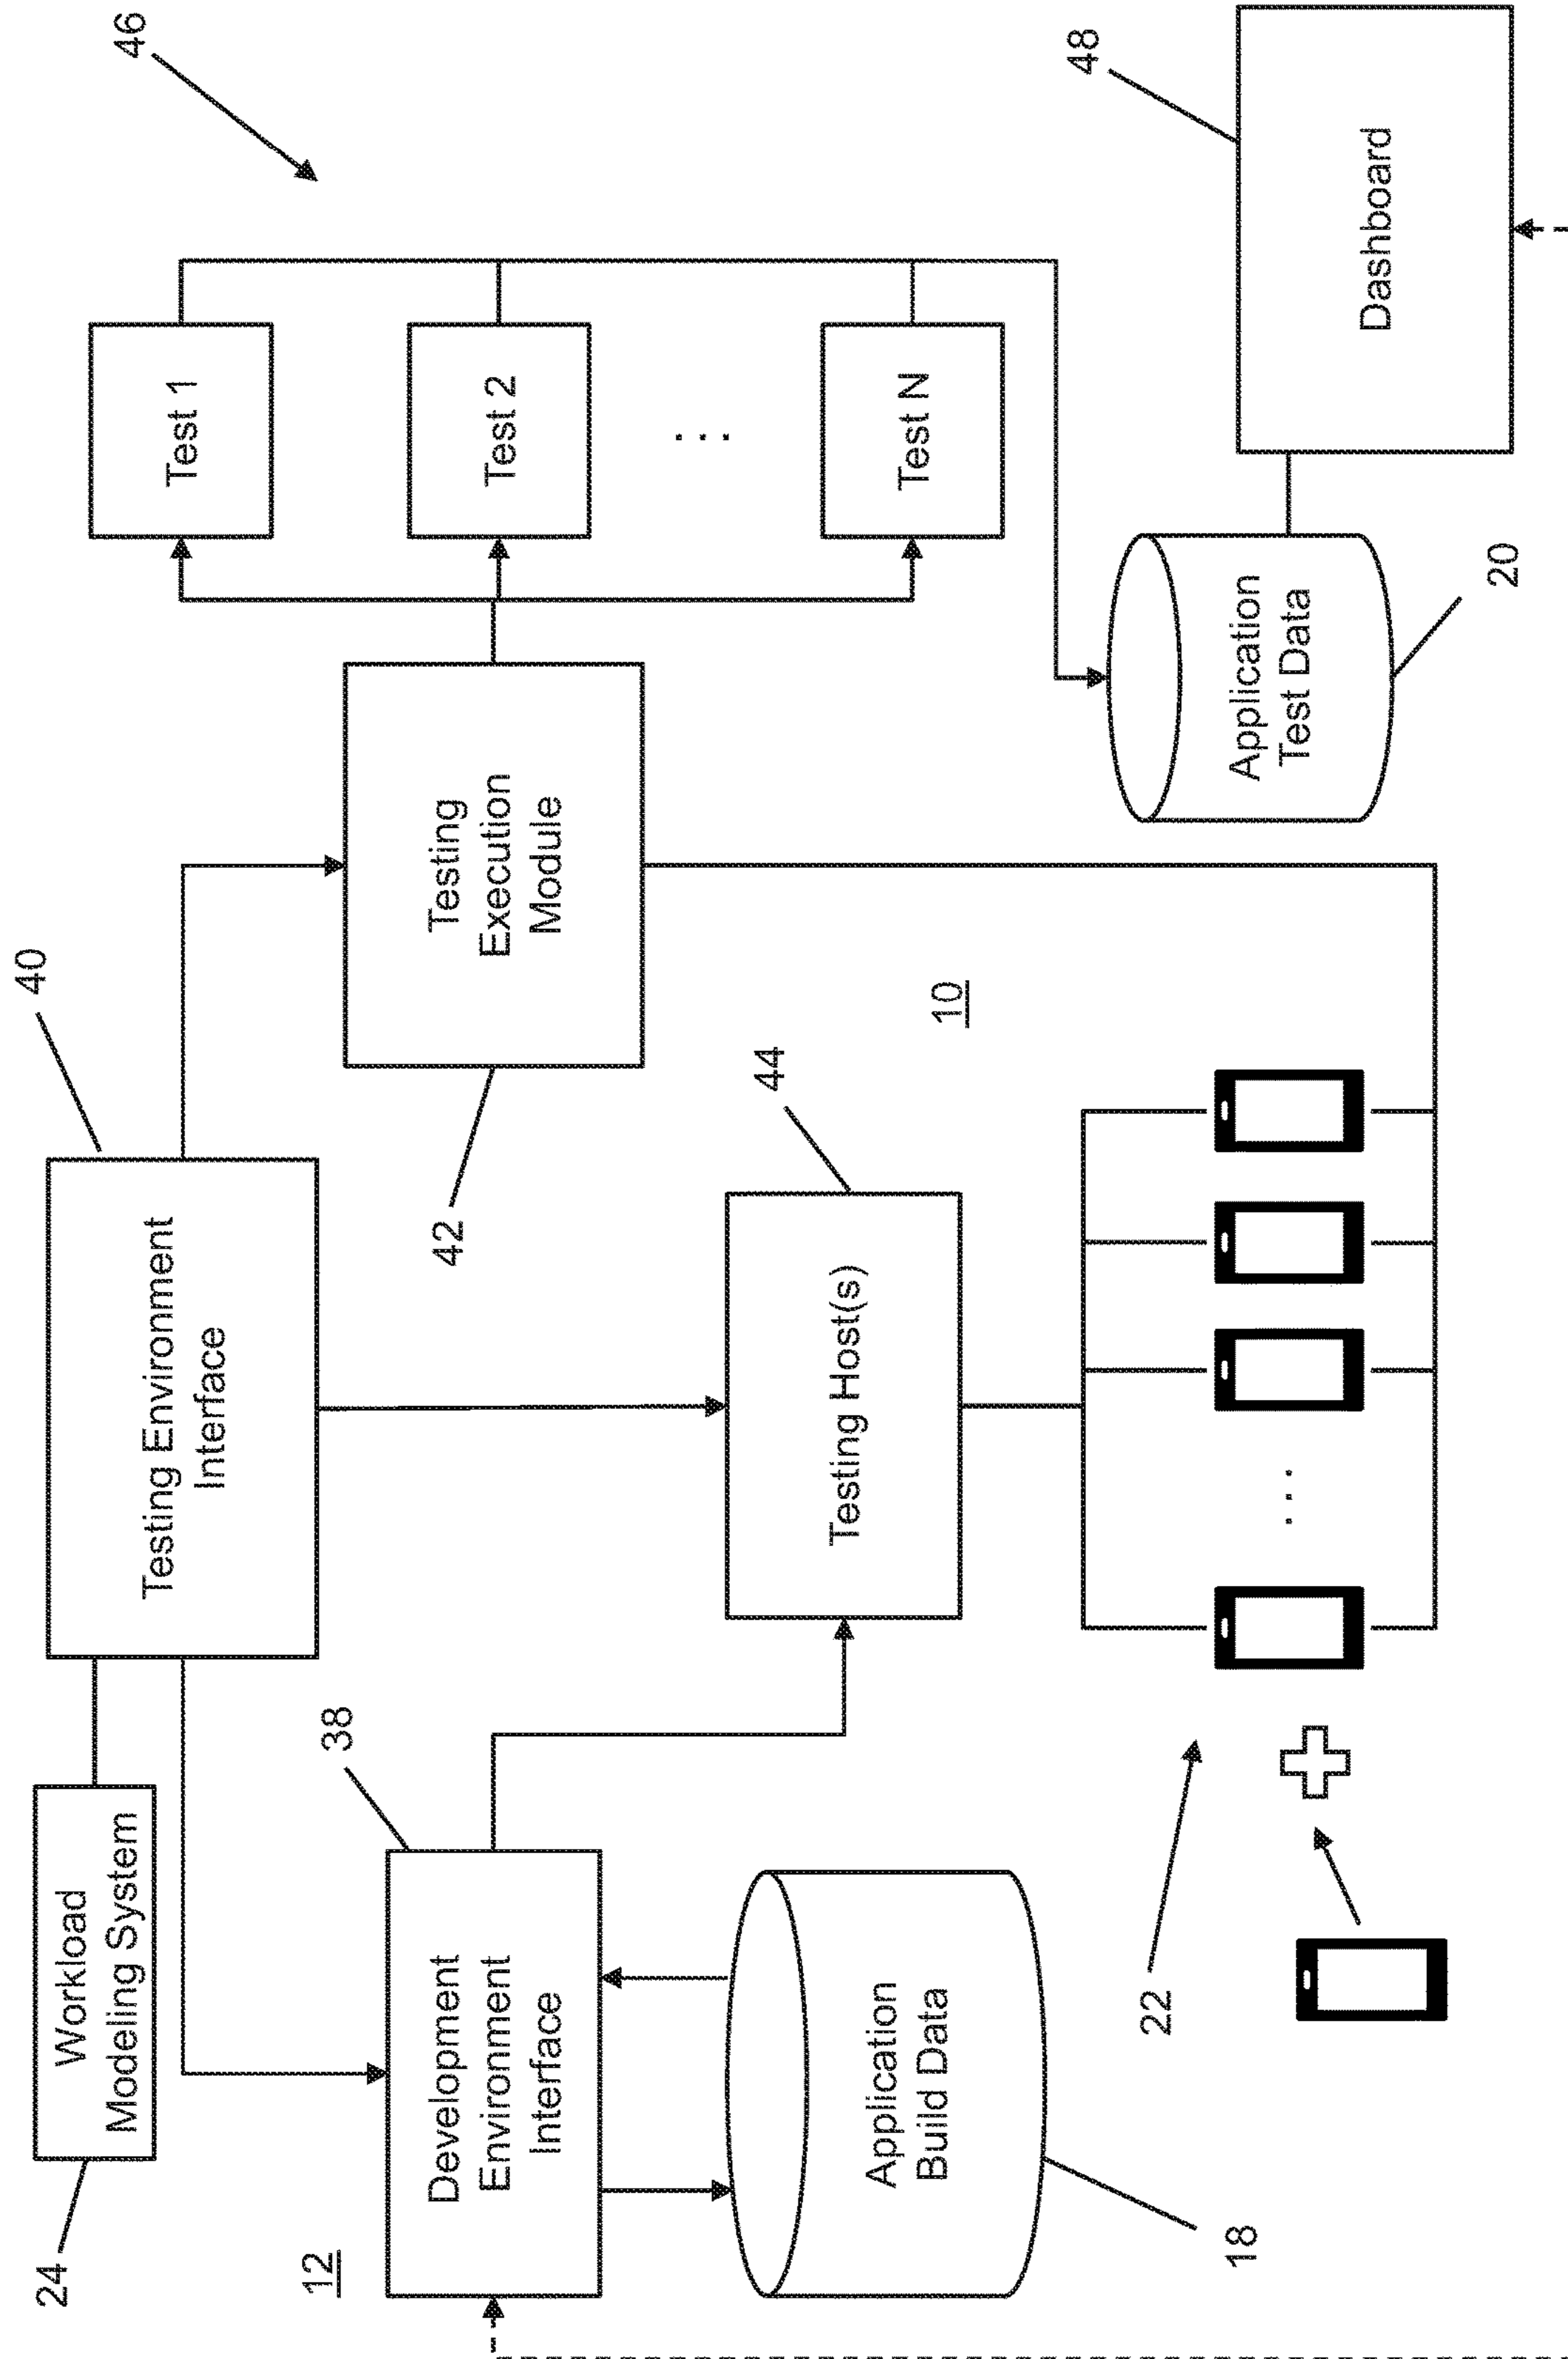 24
Workload
Modeling System
40
Testing Environment
Interface
46
12
38
Development
Environment
Interface
42
Testing
Execution
Module
Test 1
Test 2
...
Test N
18
Application
Build Data
44
Testing Host(s)
10
22
...
Application
Test Data
20
48
Dashboard